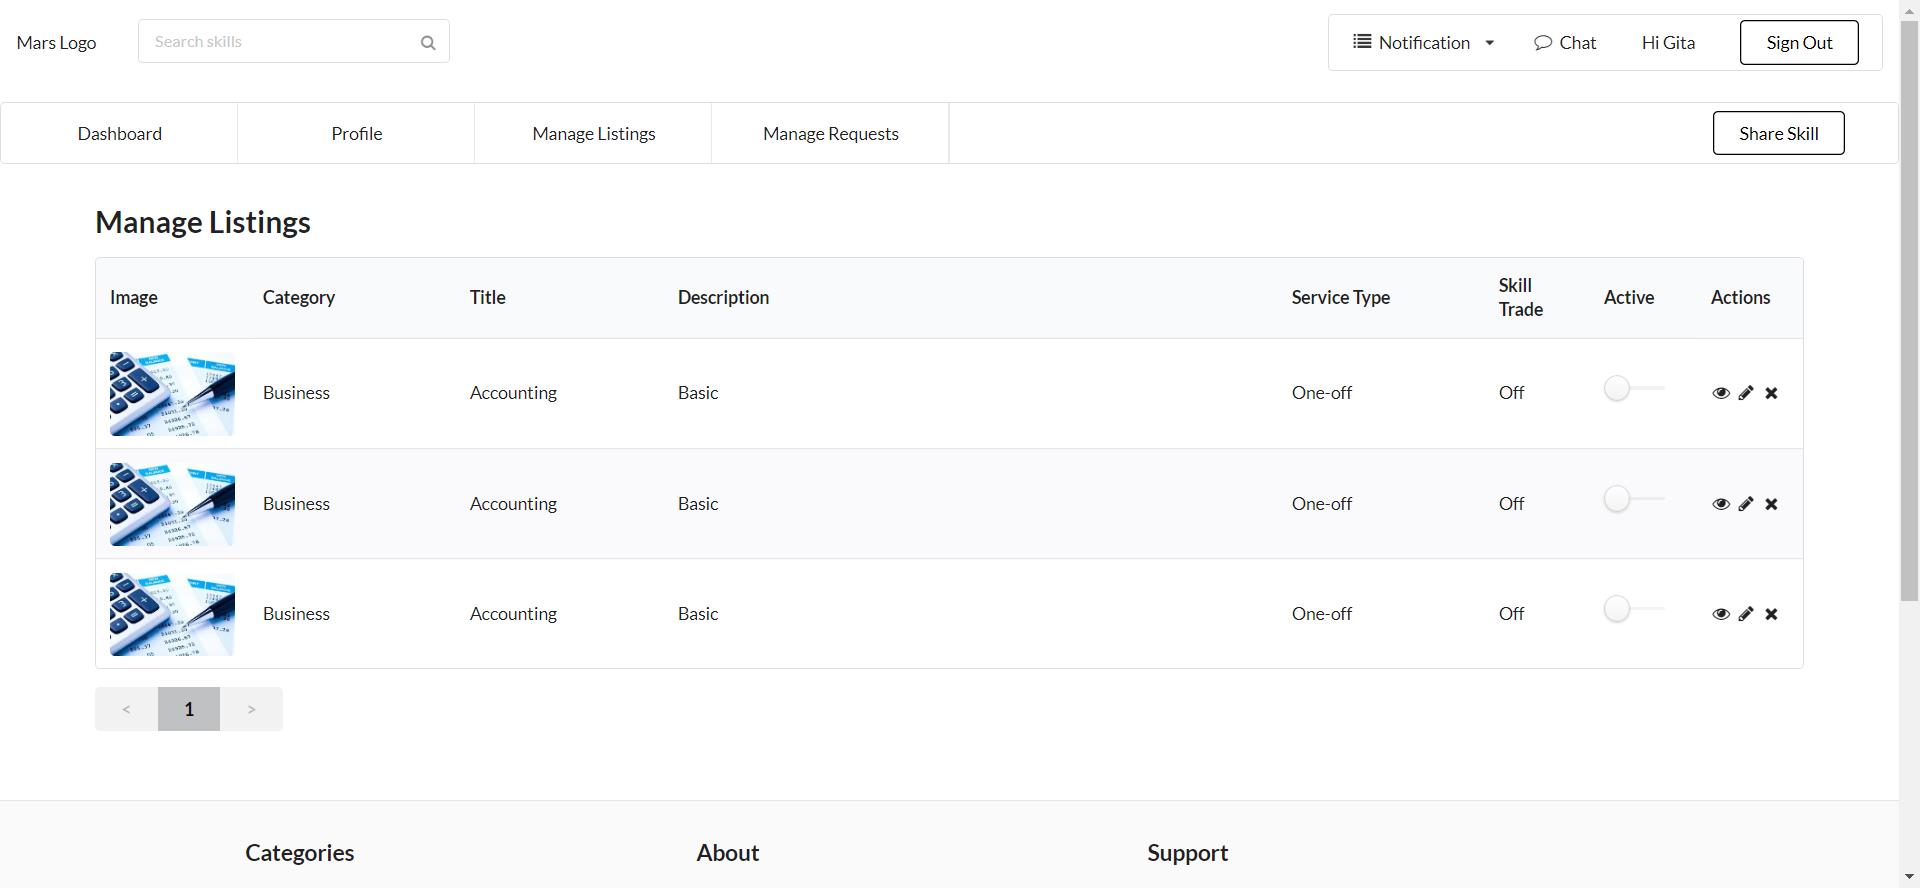 Mars Logo
Search skills
Notification
Chat
Hi Gita
Sign Out
Dashboard
Profile
Manage Listings
Manage Requests
Share Skill
Manage Listings
Image
Category
Title
Description
Service Type
Skill
Trade
Active
Actions
Business
Accounting
Basic
One-off
Off
Business
Accounting
Basic
One-off
Off
Business
Accounting
Basic
One-off
Off
<
1
>
Categories
About
Support